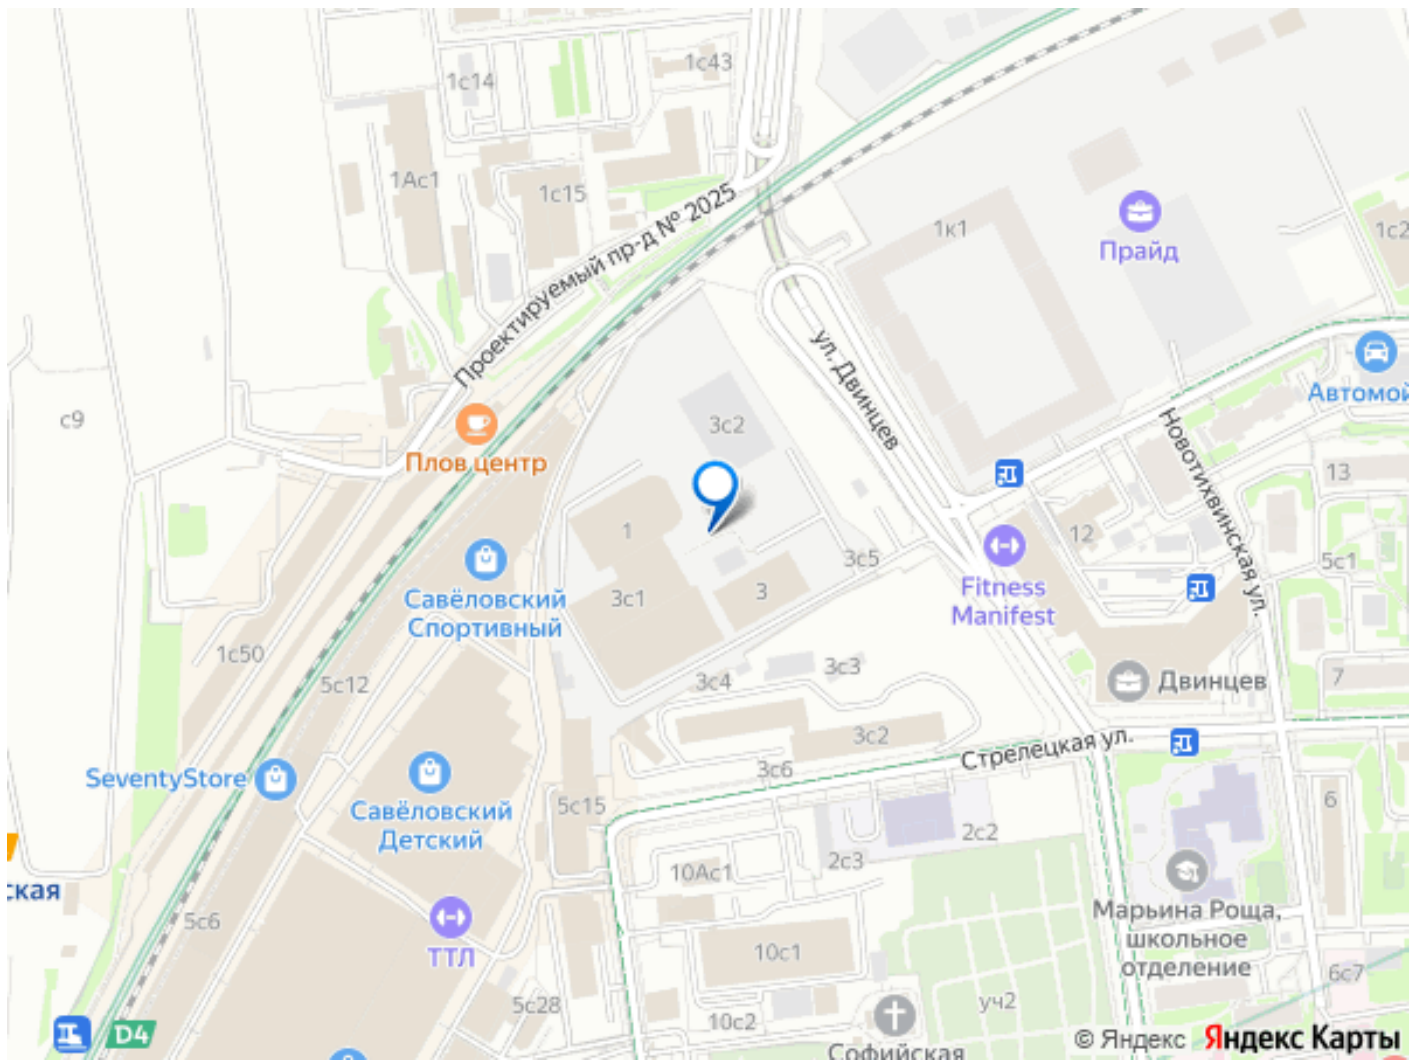 1с43
1с14
1Ас1
1с15
Проектируемый пр-д № 2025
1к1
Прайд
1с2
ул. Двинцев
Автомой
с9
3с2
Плов центр
Новотихвинская ул.
13
1
12
3с5
5с1
Савёловский
Спортивный
3с1
3
Fitness
Manifest
1с50
5с12
3с4
3с3
Двинцев
7
3с2
Стрелецкая ул.
SeventyStore
3с6
Савёловский
Детский
5с15
6
2с2
10Ас1
2с3
ская
5с6
Марьина Роща,
школьное
отделение
ТТЛ
10с1
6с7
5с28
уч2
10с2
D4
Софийская
© Яндекс Яндекс Карты